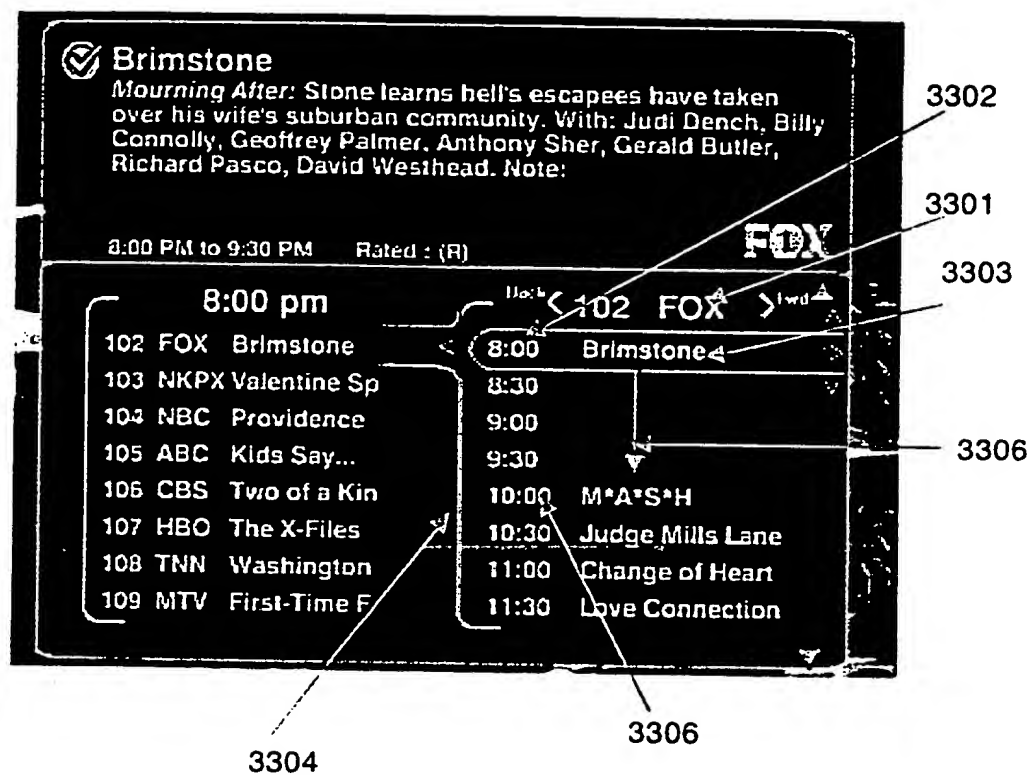 Brimstone
Mourning After: Stone learns hell's escapees have taken
over his wife's suburban community. With: Judi Dench, Billy
Connolly, Geoffrey Palmer, Anthony Sher, Gerald Butler,
Richard Pasco, David Westhead. Note:
8:00 PM to 9:30 PM Rated : (R)
FOX
8:00 pm
102 FOX Brimstone
103 NKPX Valentine Sp
104 NBC Providence
105 ABC Kids Say...
106 CBS Two of a Kin
107 HBO The X-Files
108 TNN Washington
109 MTV First-Time F
Back < 102 FOX > Fwd
8:00 Brimstone
8:30
9:00
9:30
10:00 M*A*S*H
10:30 Judge Mills Lane
11:00 Change of Heart
11:30 Love Connection
3302
3301
3303
3306
3306
3304